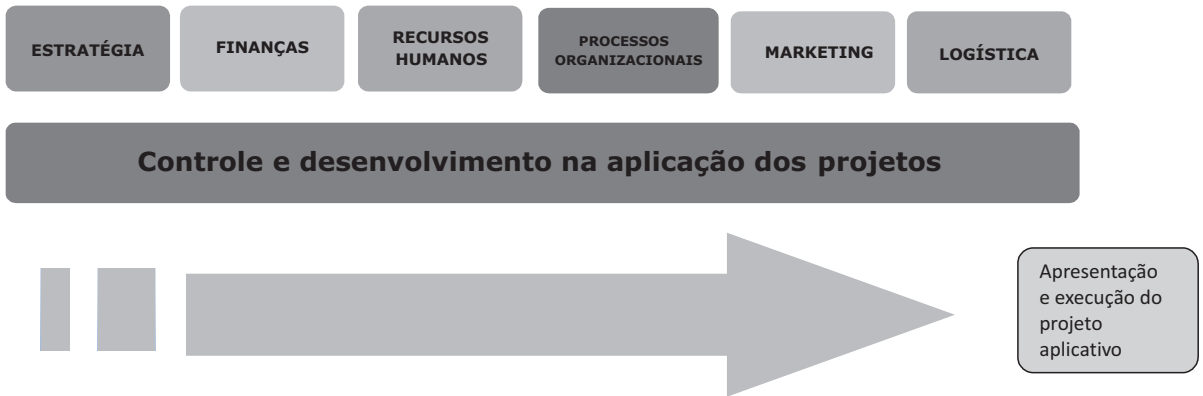 ESTRATÉGIA
FINANÇAS
RECURSOS
HUMANOS
PROCESSOS
ORGANIZACIONAIS
MARKETING
LOGÍSTICA
Controle e desenvolvimento na aplicação dos projetos
Apresentação
e execução do
projeto
aplicativo